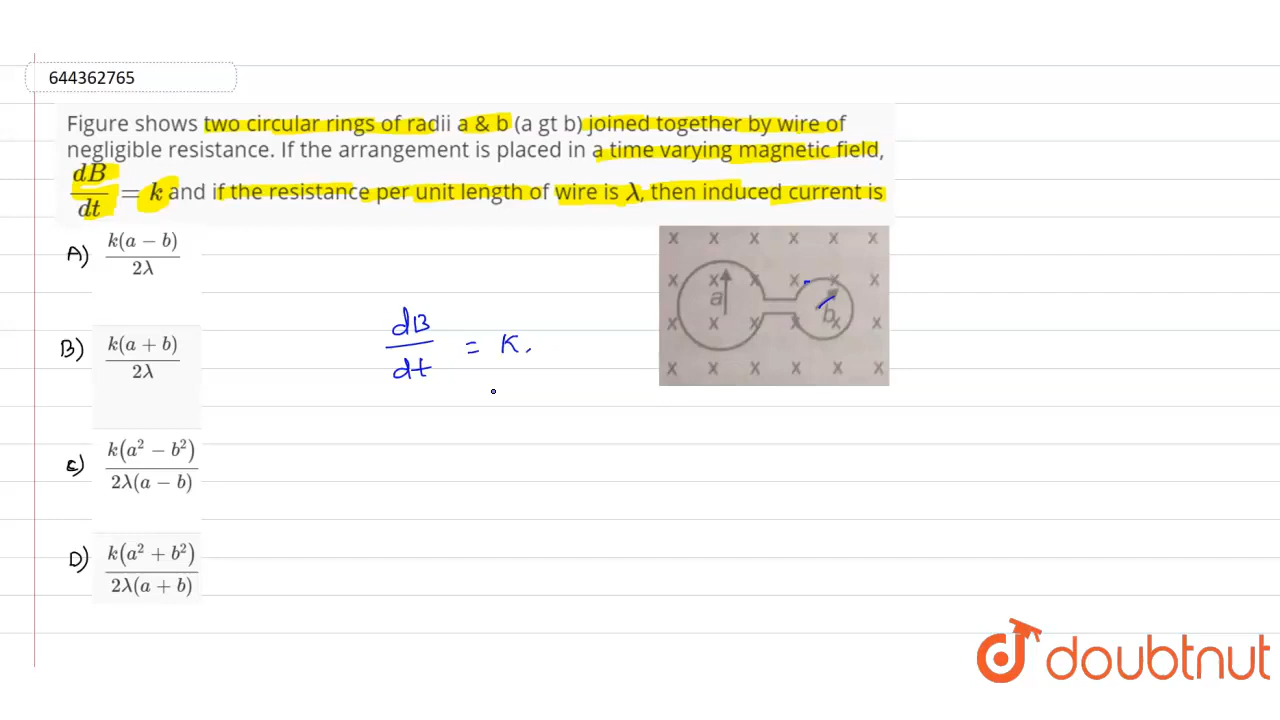 644362765
Figure shows two circular rings of radii a & b (a gt b) joined together by wire of
negligible resistance. If the arrangement is placed in a time varying magnetic field,
dB/dt = k and if the resistance per unit length of wire is λ, then induced current is
A) k(a − b)/2λ
B) k(a + b)/2λ
C) k(a² − b²)/2λ(a − b)
D) k(a² + b²)/2λ(a + b)
dB/dt = K.
x x x x x x
x x x x x x
a
b
x x x x x x
x x x x x x
doubtnut